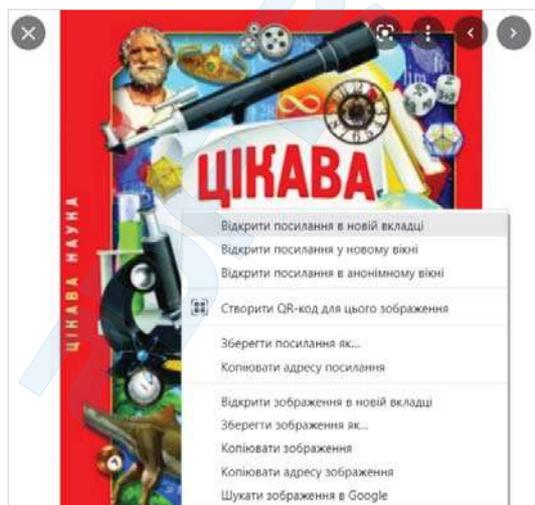 ЦІКАВА
ЦІКАВА НАУКА
Відкрити посилання в новій вкладці
Відкрити посилання у новому вікні
Відкрити посилання в анонімному вікні
Створити QR-код для цього зображення
Зберегти посилання як...
Копіювати адресу посилання
Відкрити зображення в новій вкладці
Зберегти зображення як...
Копіювати зображення
Копіювати адресу зображення
Шукати зображення в Google